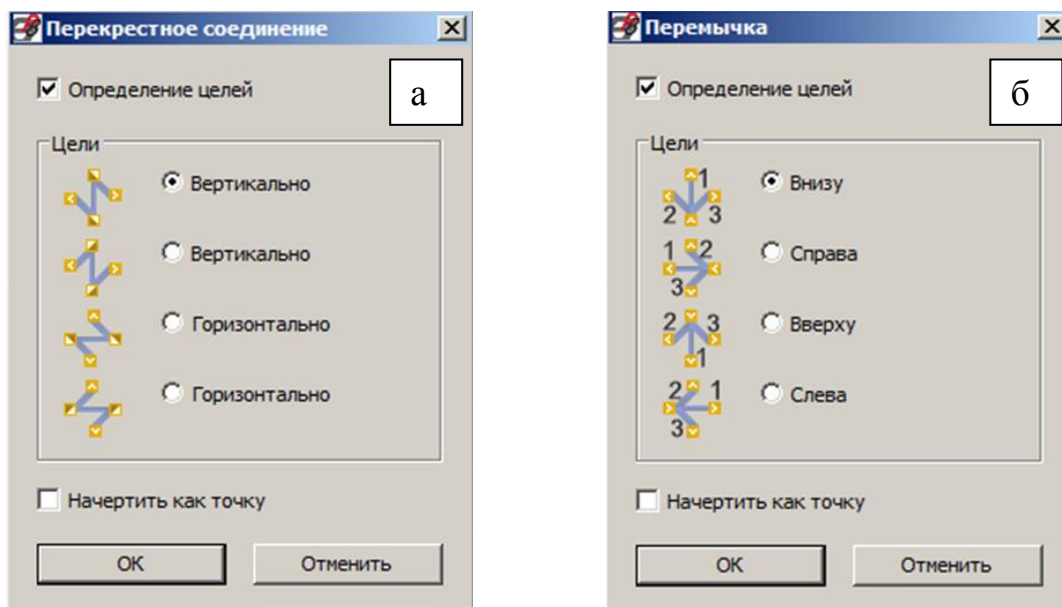 Перекрестное соединение
Определение целей
а
Цели
Вертикально
Вертикально
Горизонтально
Горизонтально
Начертить как точку
OK
Отменить
Перемычка
Определение целей
б
Цели
1
2 3
Внизу
1 2
3
Справа
2 3
1
Вверху
2 1
3
Слева
Начертить как точку
OK
Отменить